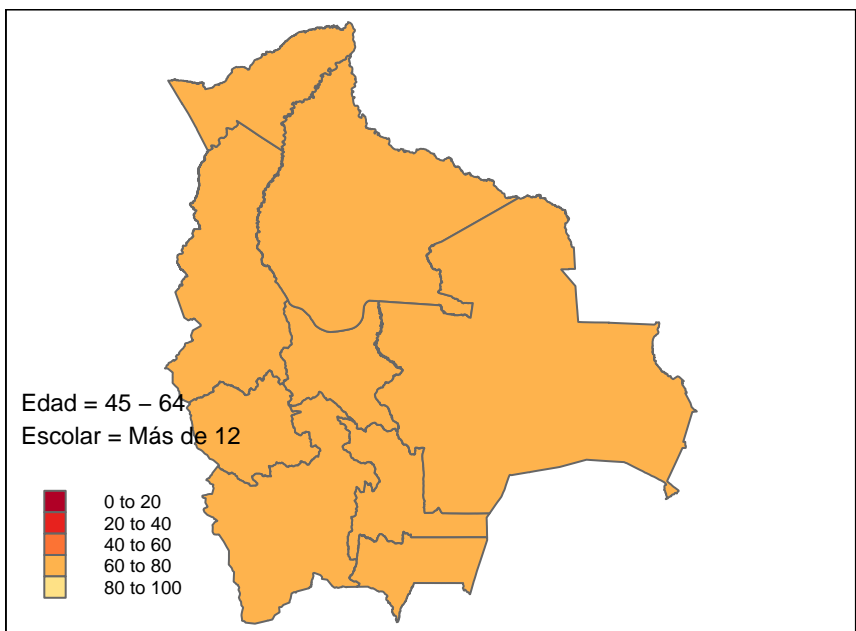 Edad = 45 – 64
Escolar = Más de 12
0 to 20
20 to 40
40 to 60
60 to 80
80 to 100